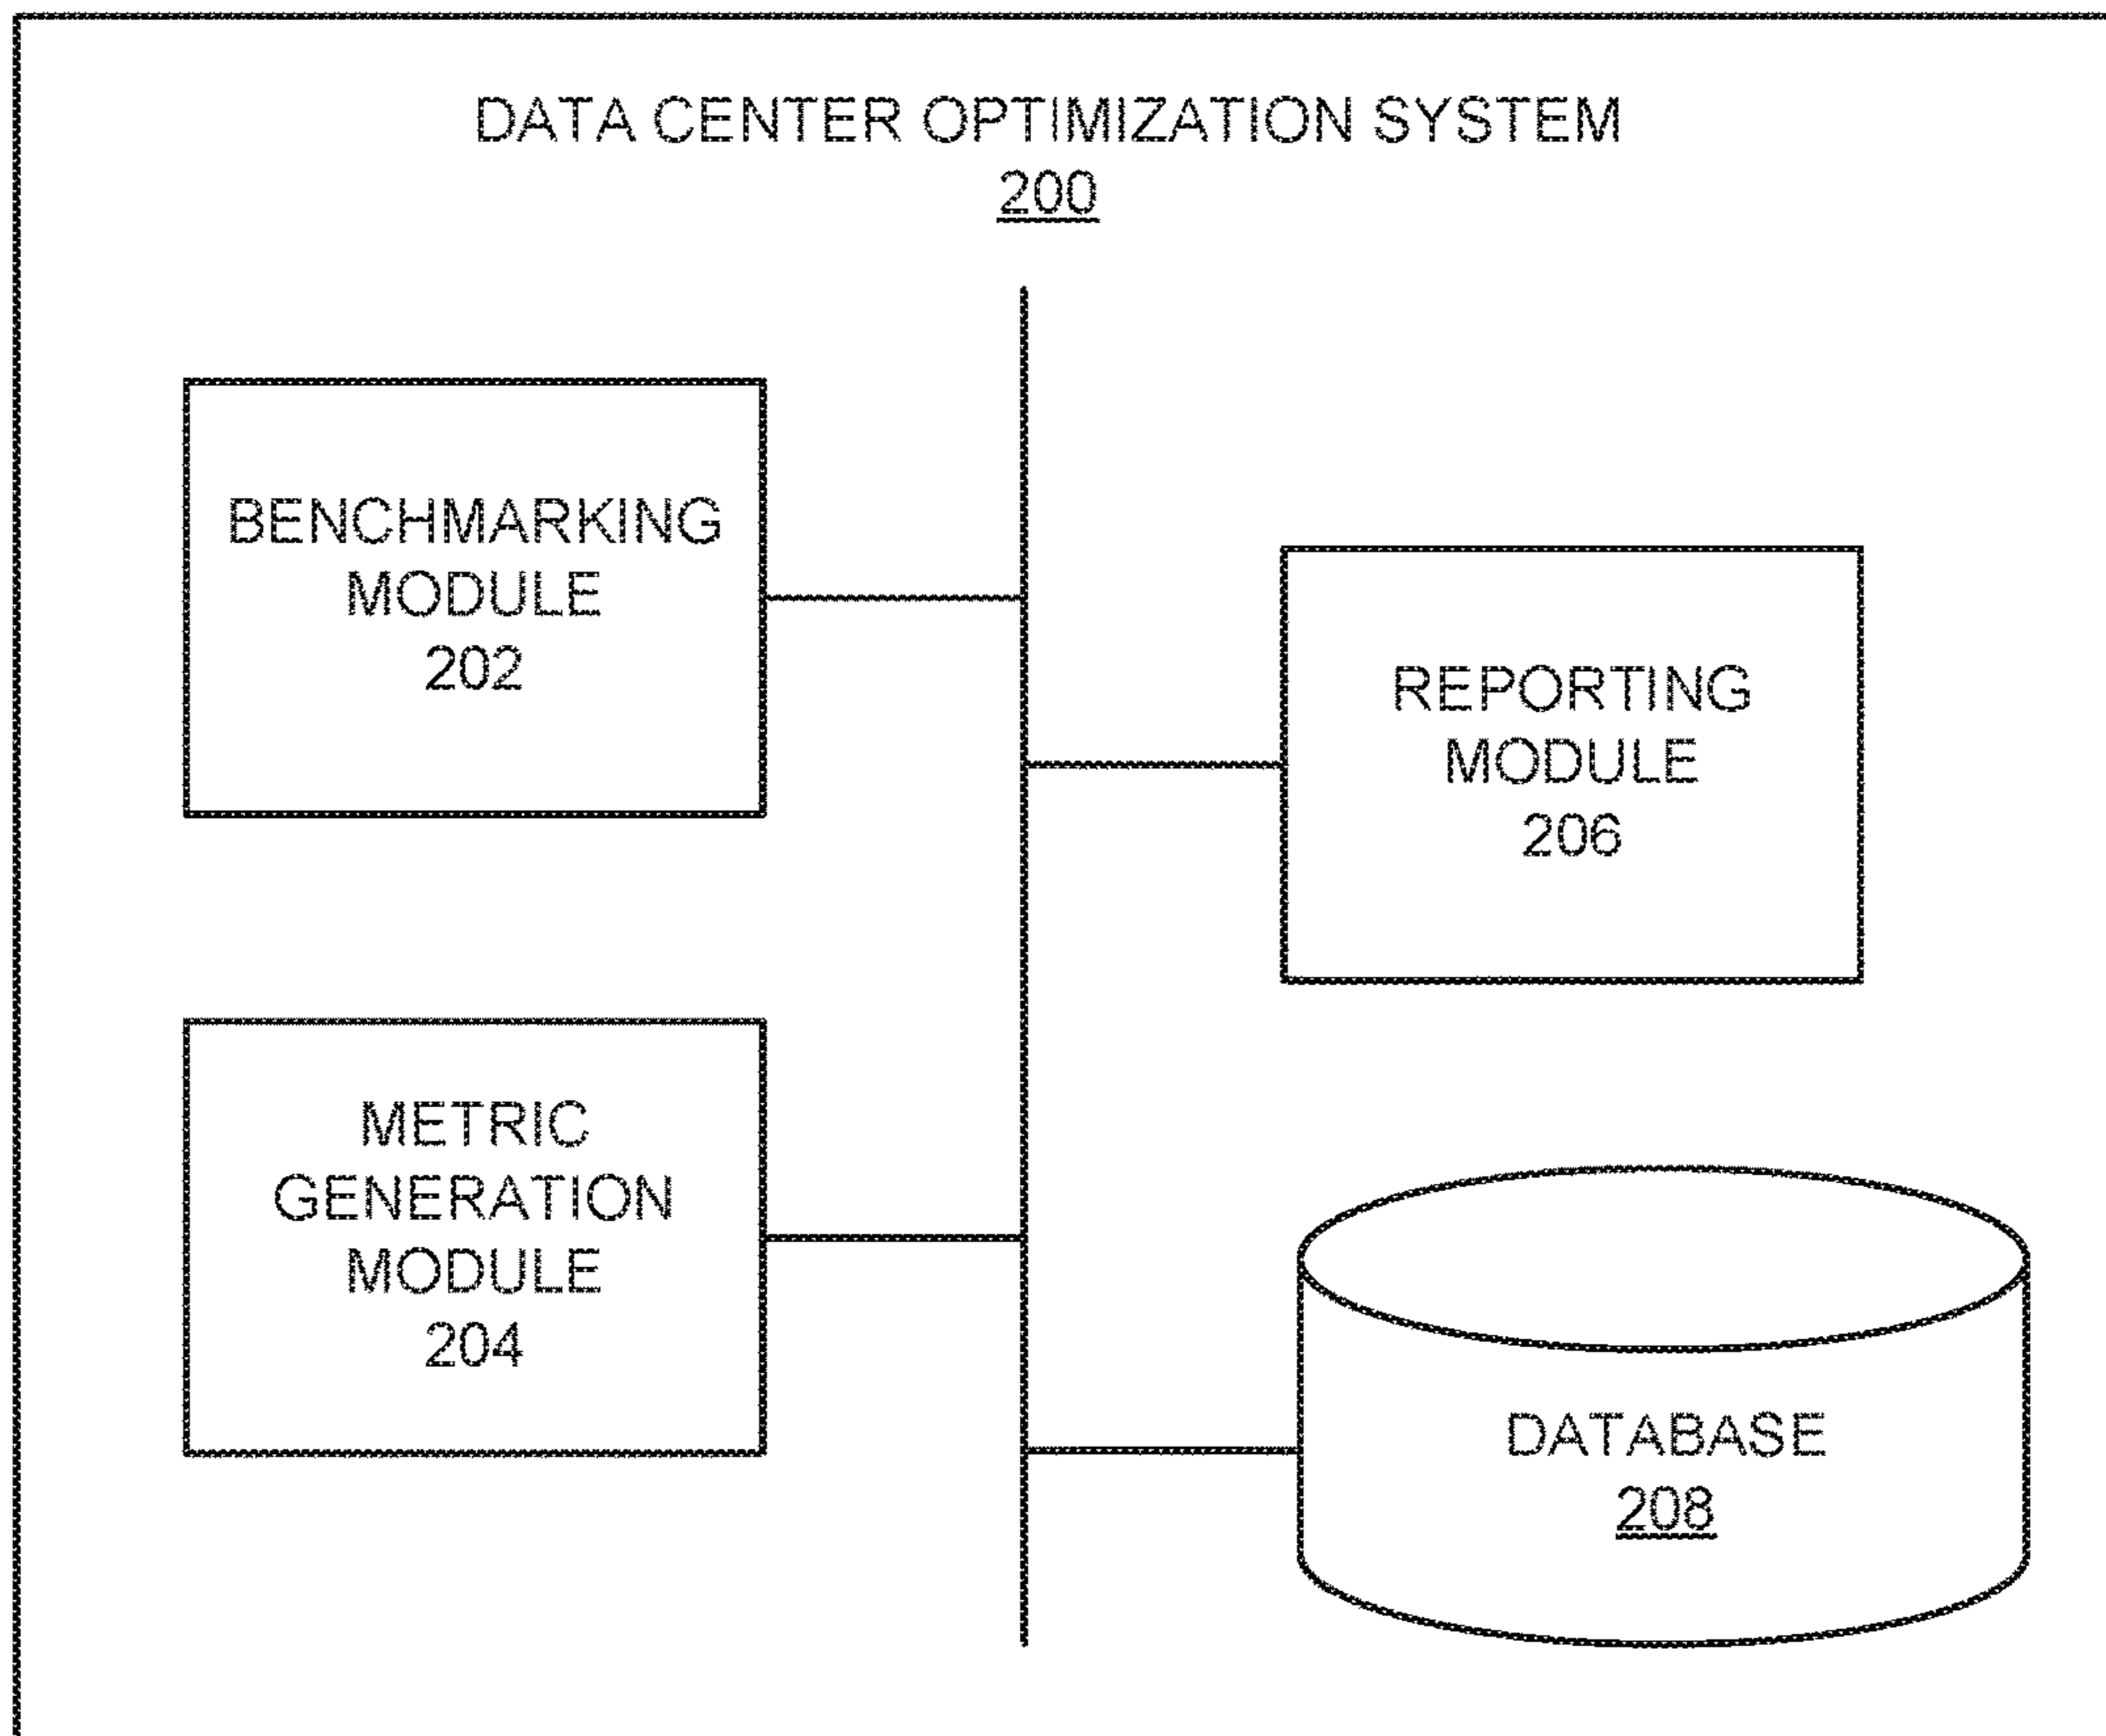 DATA CENTER OPTIMIZATION SYSTEM
200
BENCHMARKING
MODULE
202
REPORTING
MODULE
206
METRIC
GENERATION
MODULE
204
DATABASE
208